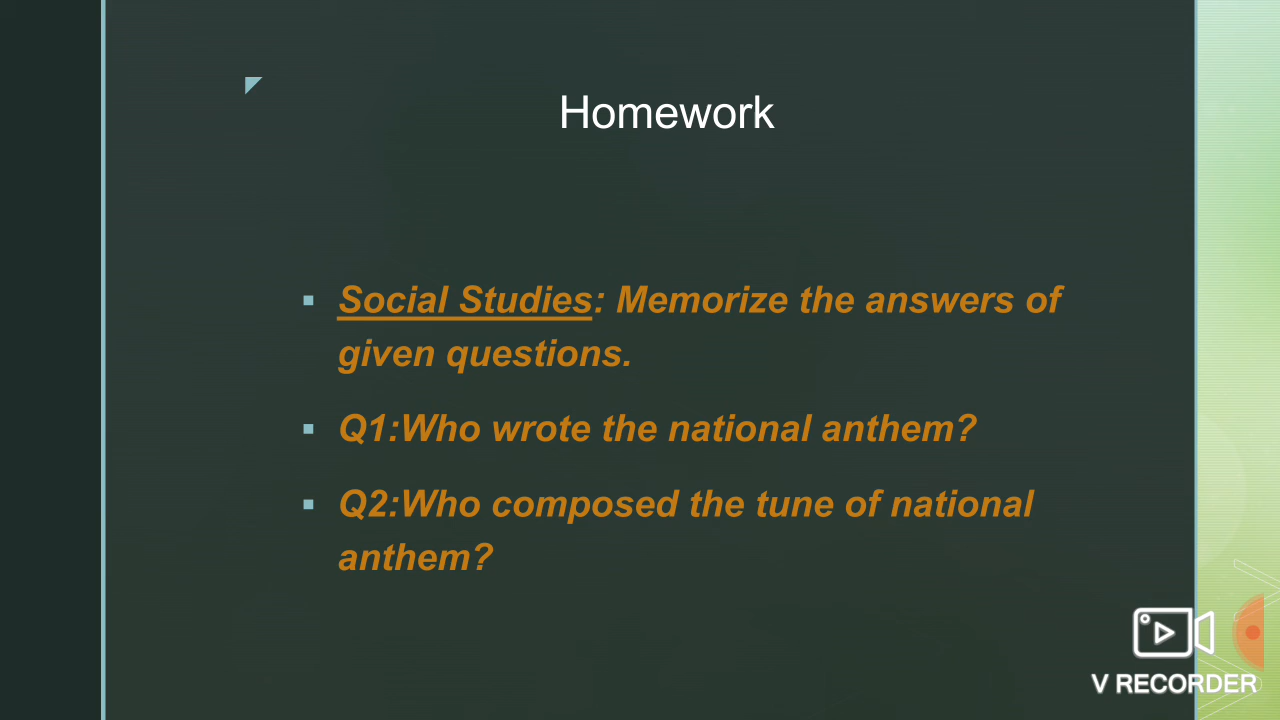 Homework
Social Studies: Memorize the answers of
given questions.
Q1:Who wrote the national anthem?
Q2:Who composed the tune of national
anthem?
V RECORDER